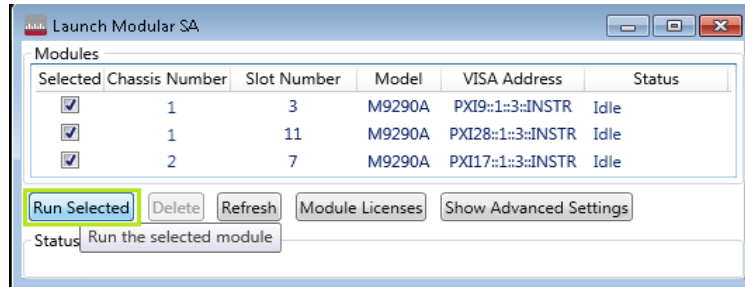 Launch Modular SA
Modules
Selected Chassis Number Slot Number Model VISA Address Status
1 3 M9290A PXI9::1::3::INSTR Idle
1 11 M9290A PXI28::1::3::INSTR Idle
2 7 M9290A PXI17::1::3::INSTR Idle
Run Selected Delete Refresh Module Licenses Show Advanced Settings
Status Run the selected module